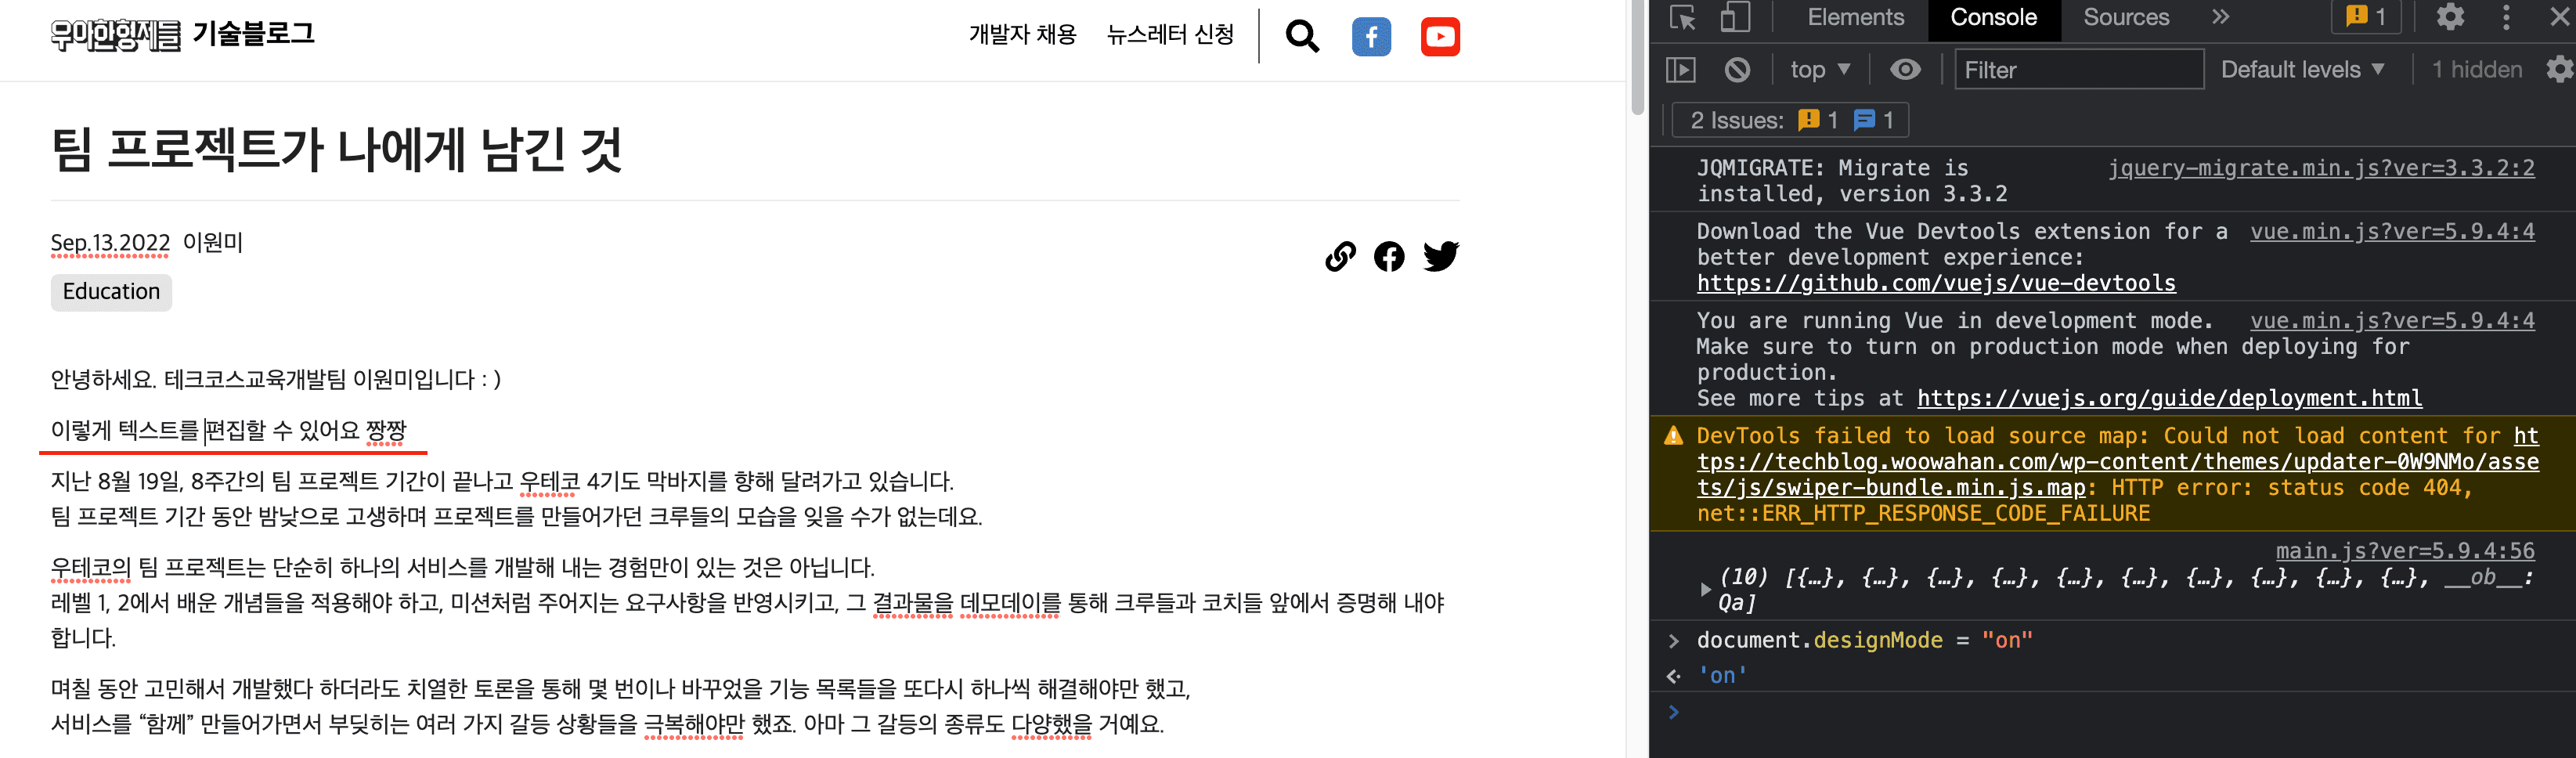 우아한형제들 기술블로그
개발자 채용 뉴스레터 신청
팀 프로젝트가 나에게 남긴 것
Sep.13.2022 이원미
Education
안녕하세요. 테크코스교육개발팀 이원미입니다 : )
이렇게 텍스트를 편집할 수 있어요 짱짱
지난 8월 19일, 8주간의 팀 프로젝트 기간이 끝나고 우테코 4기도 막바지를 향해 달려가고 있습니다.
팀 프로젝트 기간 동안 밤낮으로 고생하며 프로젝트를 만들어가던 크루들의 모습을 잊을 수가 없는데요.
우테코의 팀 프로젝트는 단순히 하나의 서비스를 개발해 내는 경험만이 있는 것은 아닙니다.
레벨 1, 2에서 배운 개념들을 적용해야 하고, 미션처럼 주어지는 요구사항을 반영시키고, 그 결과물을 데모데이를 통해 크루들과 코치들 앞에서 증명해 내야
합니다.
며칠 동안 고민해서 개발했다 하더라도 치열한 토론을 통해 몇 번이나 바꾸었을 기능 목록들을 또다시 하나씩 해결해야만 했고,
서비스를 “함께” 만들어가면서 부딪히는 여러 가지 갈등 상황들을 극복해야만 했죠. 아마 그 갈등의 종류도 다양했을 거예요.
Elements Console Sources 1
top Filter Default levels 1 hidden
2 Issues: 1 1
JQMIGRATE: Migrate is jquery-migrate.min.js?ver=3.3.2:2
installed, version 3.3.2
Download the Vue Devtools extension for a vue.min.js?ver=5.9.4:4
better development experience:
https://github.com/vuejs/vue-devtools
You are running Vue in development mode. vue.min.js?ver=5.9.4:4
Make sure to turn on production mode when deploying for
production.
See more tips at https://vuejs.org/guide/deployment.html
DevTools failed to load source map: Could not load content for ht
tps://techblog.woowahan.com/wp-content/themes/updater-0W9NMo/asse
ts/js/swiper-bundle.min.js.map: HTTP error: status code 404,
net::ERR_HTTP_RESPONSE_CODE_FAILURE
main.js?ver=5.9.4:56
(10) [{…}, {…}, {…}, {…}, {…}, {…}, {…}, {…}, {…}, {…}, __ob__:
Qa]
document.designMode = "on"
'on'